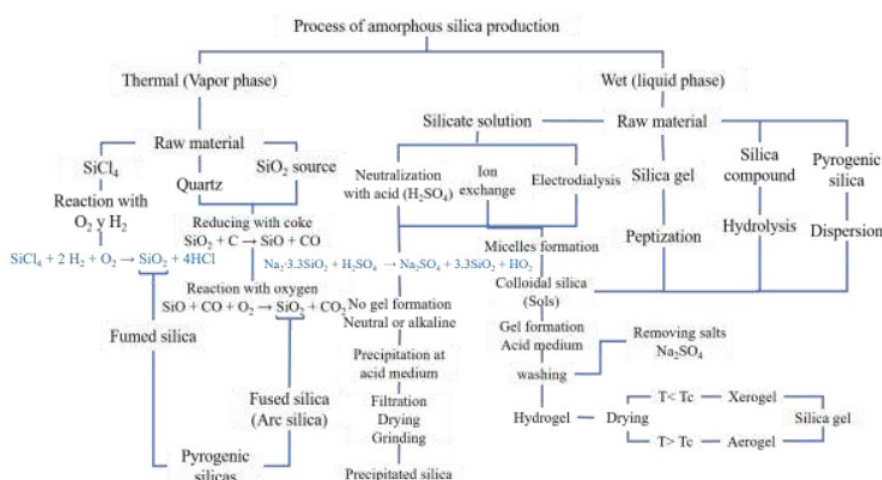 Process of amorphous silica production
Thermal (Vapor phase)
Wet (liquid phase)
Raw material
SiCl₄
Quartz
SiO₂ source
Reaction with
O₂ y H₂
SiCl₄ + 2 H₂ + O₂ → SiO₂ + 4HCl
Reducing with coke
SiO₂ + C → SiO + CO
Reaction with oxygen
SiO + CO + O₂ → SiO₂ + CO₂
Fumed silica
Fused silica
(Arc silica)
Pyrogenic
silicas
Silicate solution
Raw material
Neutralization
with acid (H₂SO₄)
Ion
exchange
Electrodialysis
Silica gel
Silica
compound
Pyrogenic
silica
Peptization
Hydrolysis
Dispersion
Na₂·3.3SiO₂ + H₂SO₄ → Na₂SO₄ + 3.3SiO₂ + HO₂
No gel formation
Neutral or alkaline
Precipitation at
acid medium
Filtration
Drying
Grinding
Precipitated silica
Micelles formation
Colloidal silica
(Sols)
Gel formation
Acid medium
washing
Removing salts
Na₂SO₄
Hydrogel
Drying
T< Tc
Xerogel
T> Tc
Aerogel
Silica gel